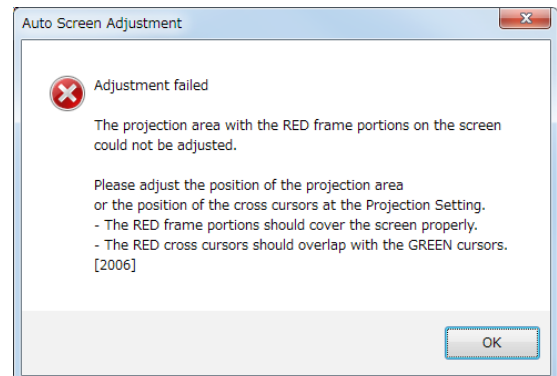 Auto Screen Adjustment
Adjustment failed
The projection area with the RED frame portions on the screen
could not be adjusted.
Please adjust the position of the projection area
or the position of the cross cursors at the Projection Setting.
- The RED frame portions should cover the screen properly.
- The RED cross cursors should overlap with the GREEN cursors.
[2006]
OK